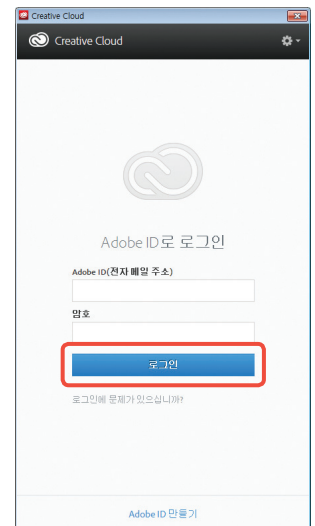 Creative Cloud
Creative Cloud
Adobe ID로 로그인
Adobe ID(전자 메일 주소)
암호
로그인
로그인에 문제가 있으십니까?
Adobe ID 만들기